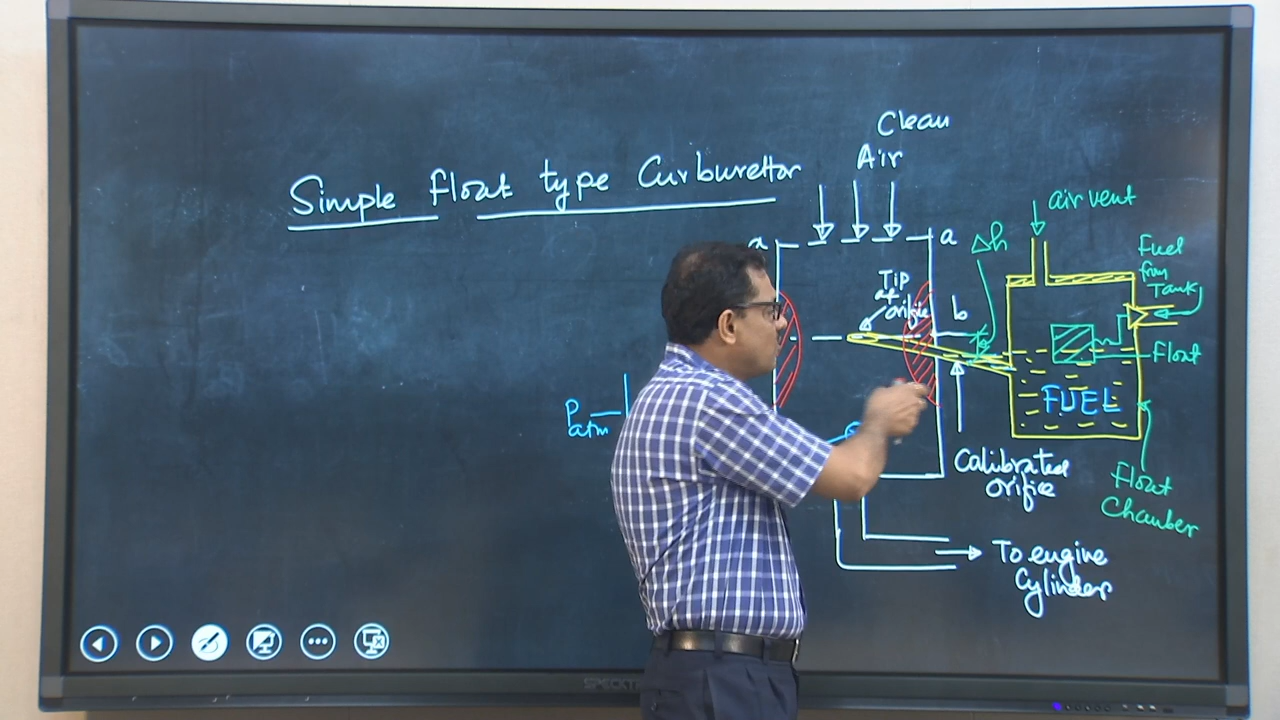 Simple float type Carburettor
Clean
Air
a
a
Tip
of
orifice
b
Δh
air vent
Fuel
from
Tank
Float
FUEL
Patm
Calibrated
orifice
Float
Chamber
To engine
Cylinder